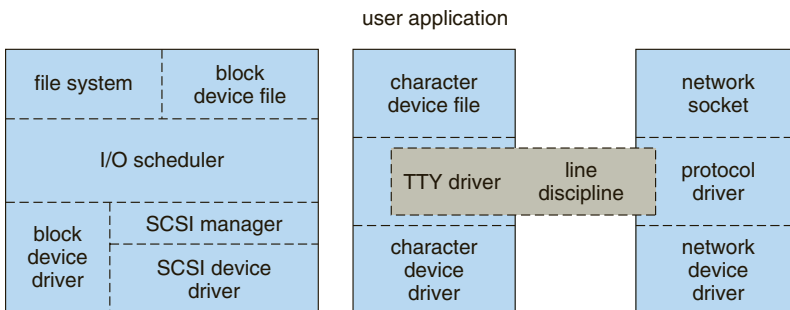 user application
file system
block
device file
I/O scheduler
block
device
driver
SCSI manager
SCSI device
driver
character
device file
TTY driver
line
discipline
character
device
driver
network
socket
protocol
driver
network
device
driver